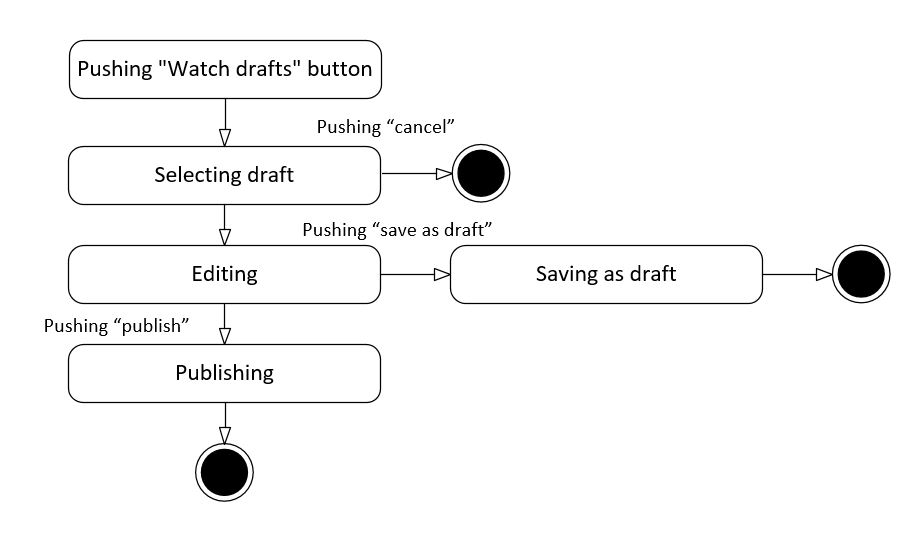 Pushing "Watch drafts" button
Pushing “cancel”
Selecting draft
Pushing “save as draft”
Editing
Saving as draft
Pushing “publish”
Publishing